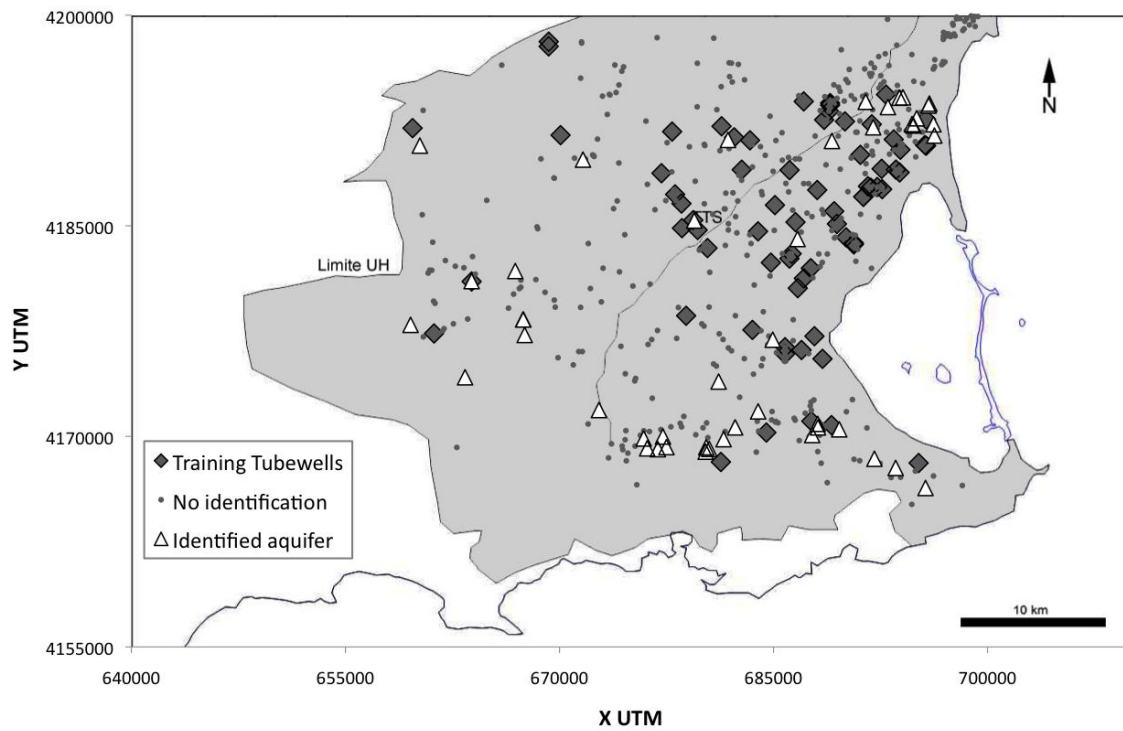 4200000
N
TS
4185000
Limite UH
Y UTM
4170000
Training Tubewells
No identification
Identified aquifer
10 km
4155000
640000 655000 670000 685000 700000
X UTM